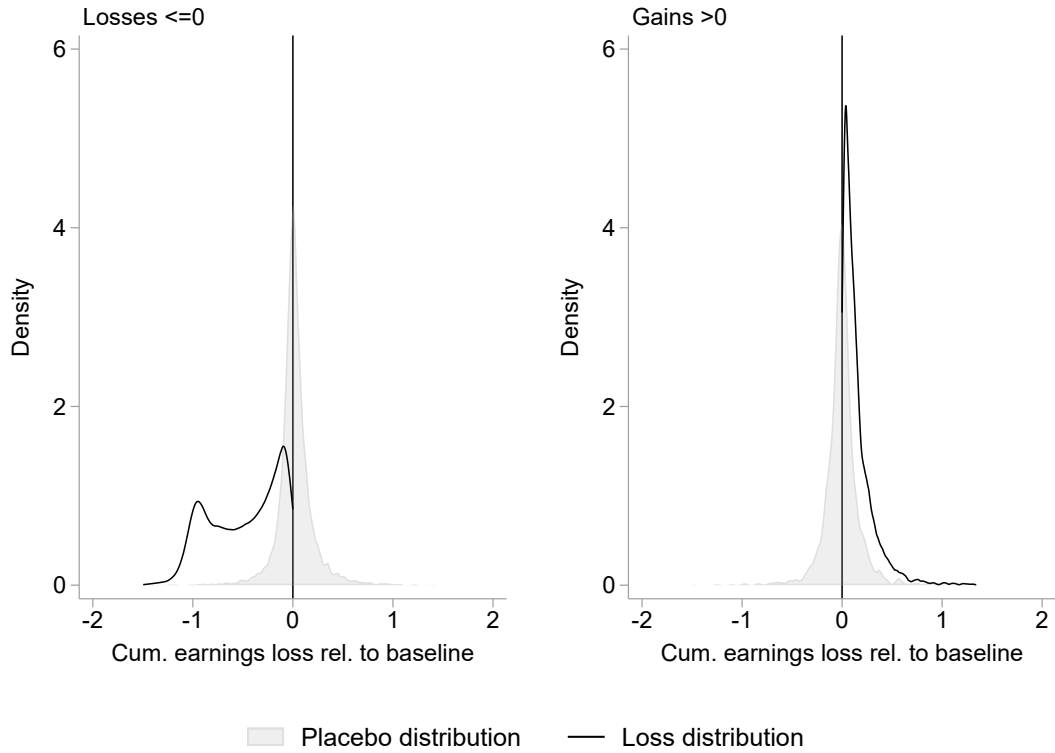 Losses <=0
6
4
2
0
Density
-2 -1 0 1 2
Cum. earnings loss rel. to baseline
Gains >0
6
4
2
0
Density
-2 -1 0 1 2
Cum. earnings loss rel. to baseline
Placebo distribution
Loss distribution